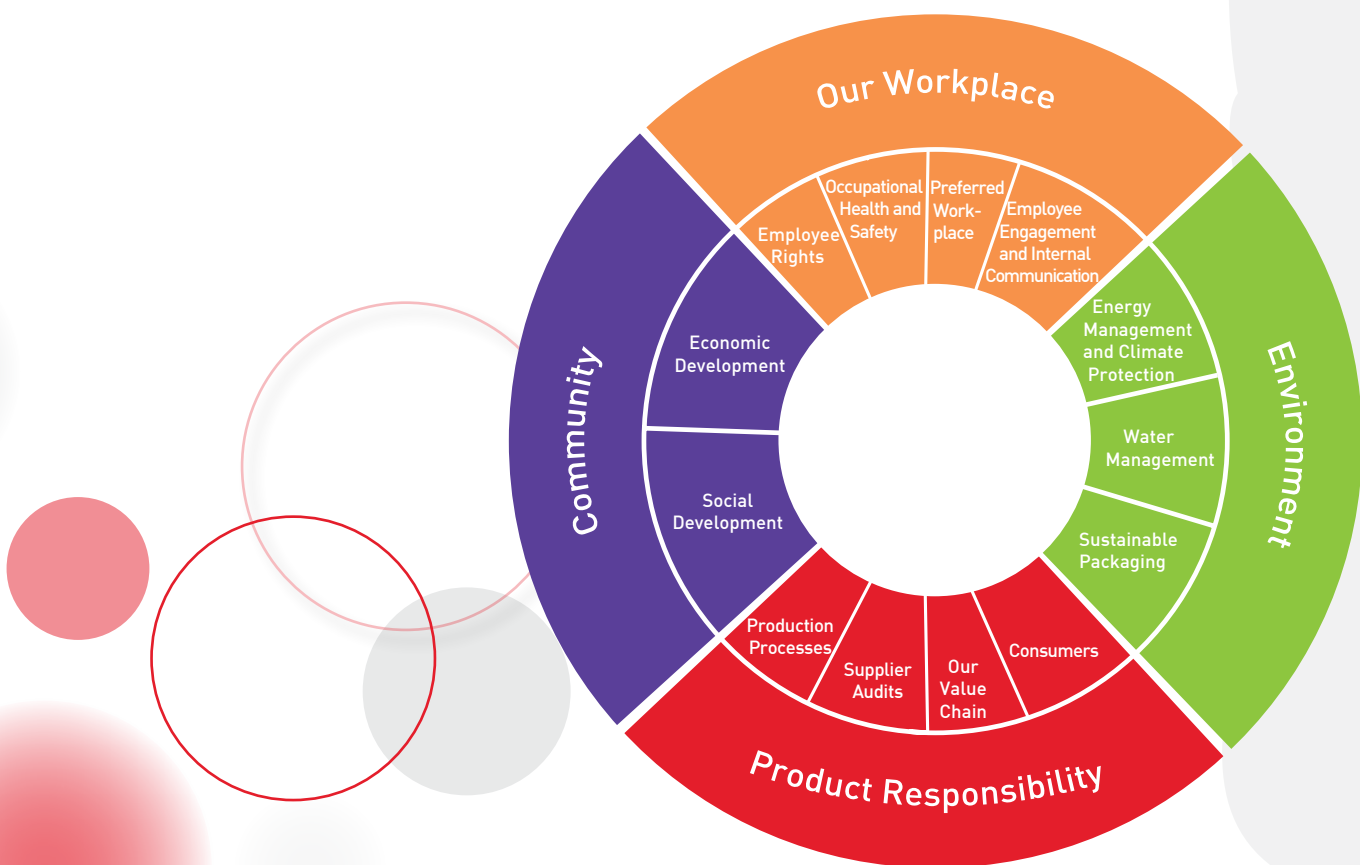 Our Workplace
Employee
Rights
Occupational
Health and
Safety
Preferred
Work-
place
Employee
Engagement
and Internal
Communication
Environment
Energy
Management
and Climate
Protection
Water
Management
Sustainable
Packaging
Product Responsibility
Production
Processes
Supplier
Audits
Our
Value
Chain
Consumers
Community
Economic
Development
Social
Development